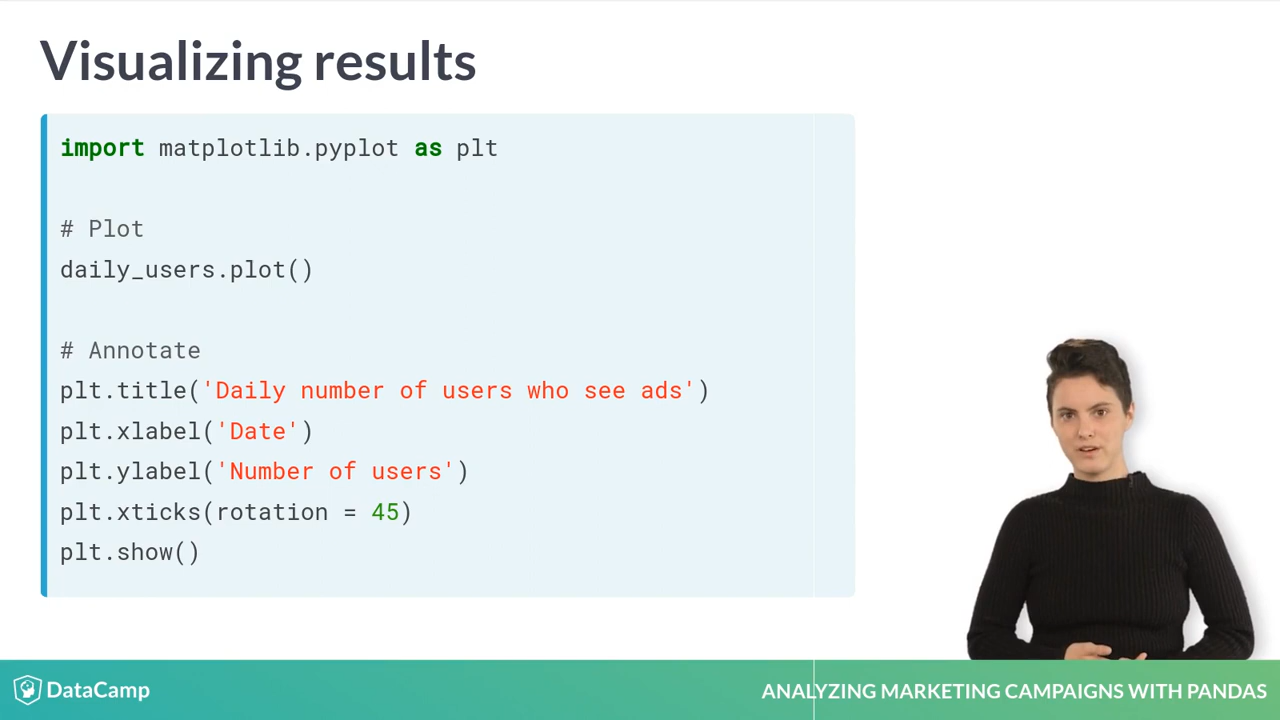 Visualizing results
import matplotlib.pyplot as plt
# Plot
daily_users.plot()
# Annotate
plt.title('Daily number of users who see ads')
plt.xlabel('Date')
plt.ylabel('Number of users')
plt.xticks(rotation = 45)
plt.show()
DataCamp
ANALYZING MARKETING CAMPAIGNS WITH PANDAS